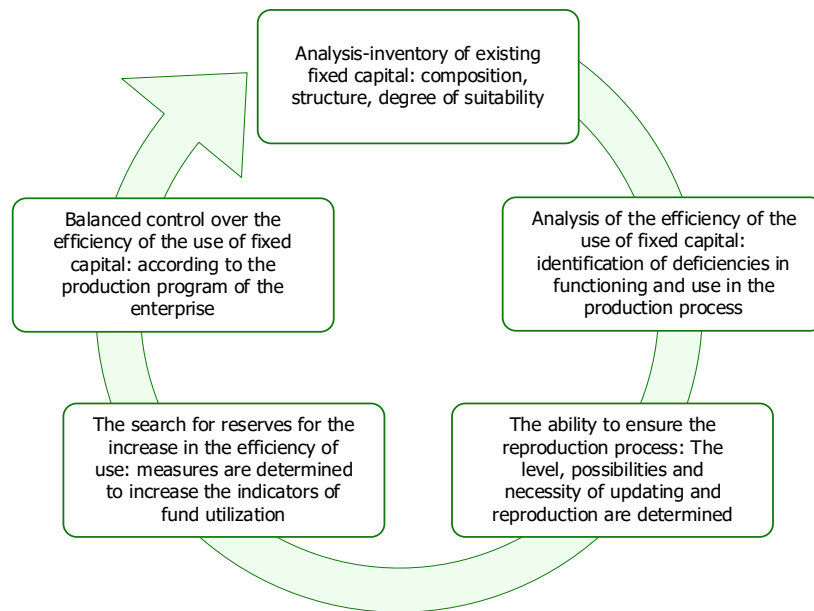 Analysis-inventory of existing
fixed capital: composition,
structure, degree of suitability
Analysis of the efficiency of the
use of fixed capital:
identification of deficiencies in
functioning and use in the
production process
The ability to ensure the
reproduction process: The
level, possibilities and
necessity of updating and
reproduction are determined
The search for reserves for the
increase in the efficiency of
use: measures are determined
to increase the indicators of
fund utilization
Balanced control over the
efficiency of the use of fixed
capital: according to the
production program of the
enterprise